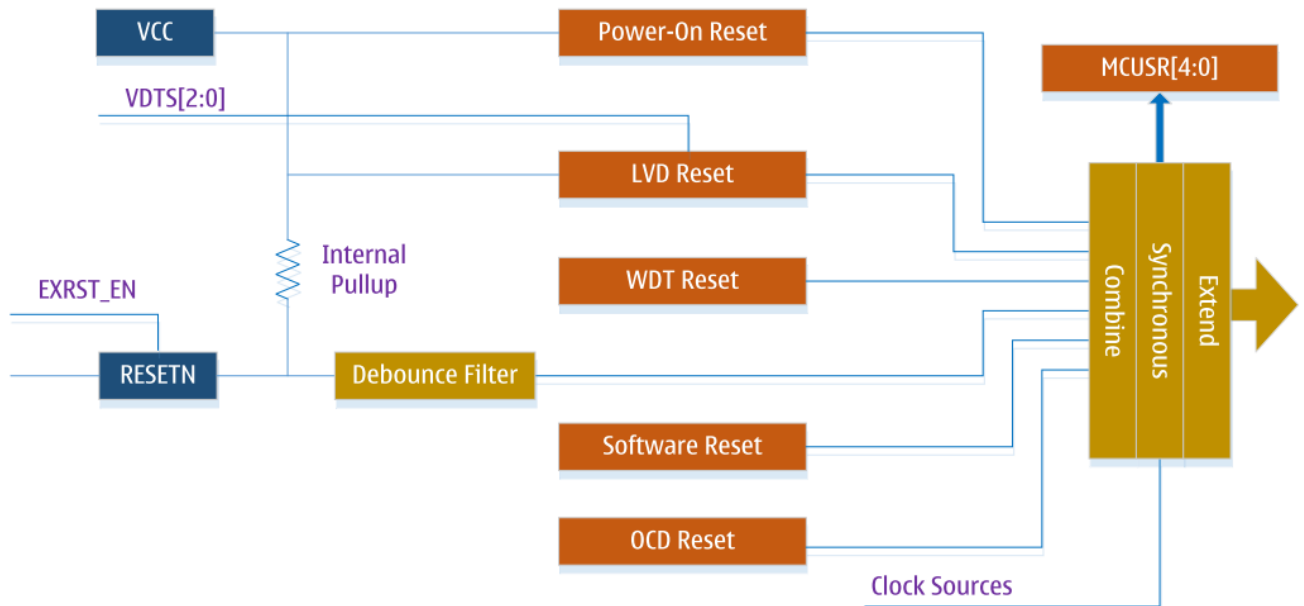 VCC
Power-On Reset
MCUSR[4:0]
VDTS[2:0]
LVD Reset
Internal
Pullup
WDT Reset
EXRST_EN
RESETN
Debounce Filter
Combine
Synchronous
Extend
Software Reset
OCD Reset
Clock Sources